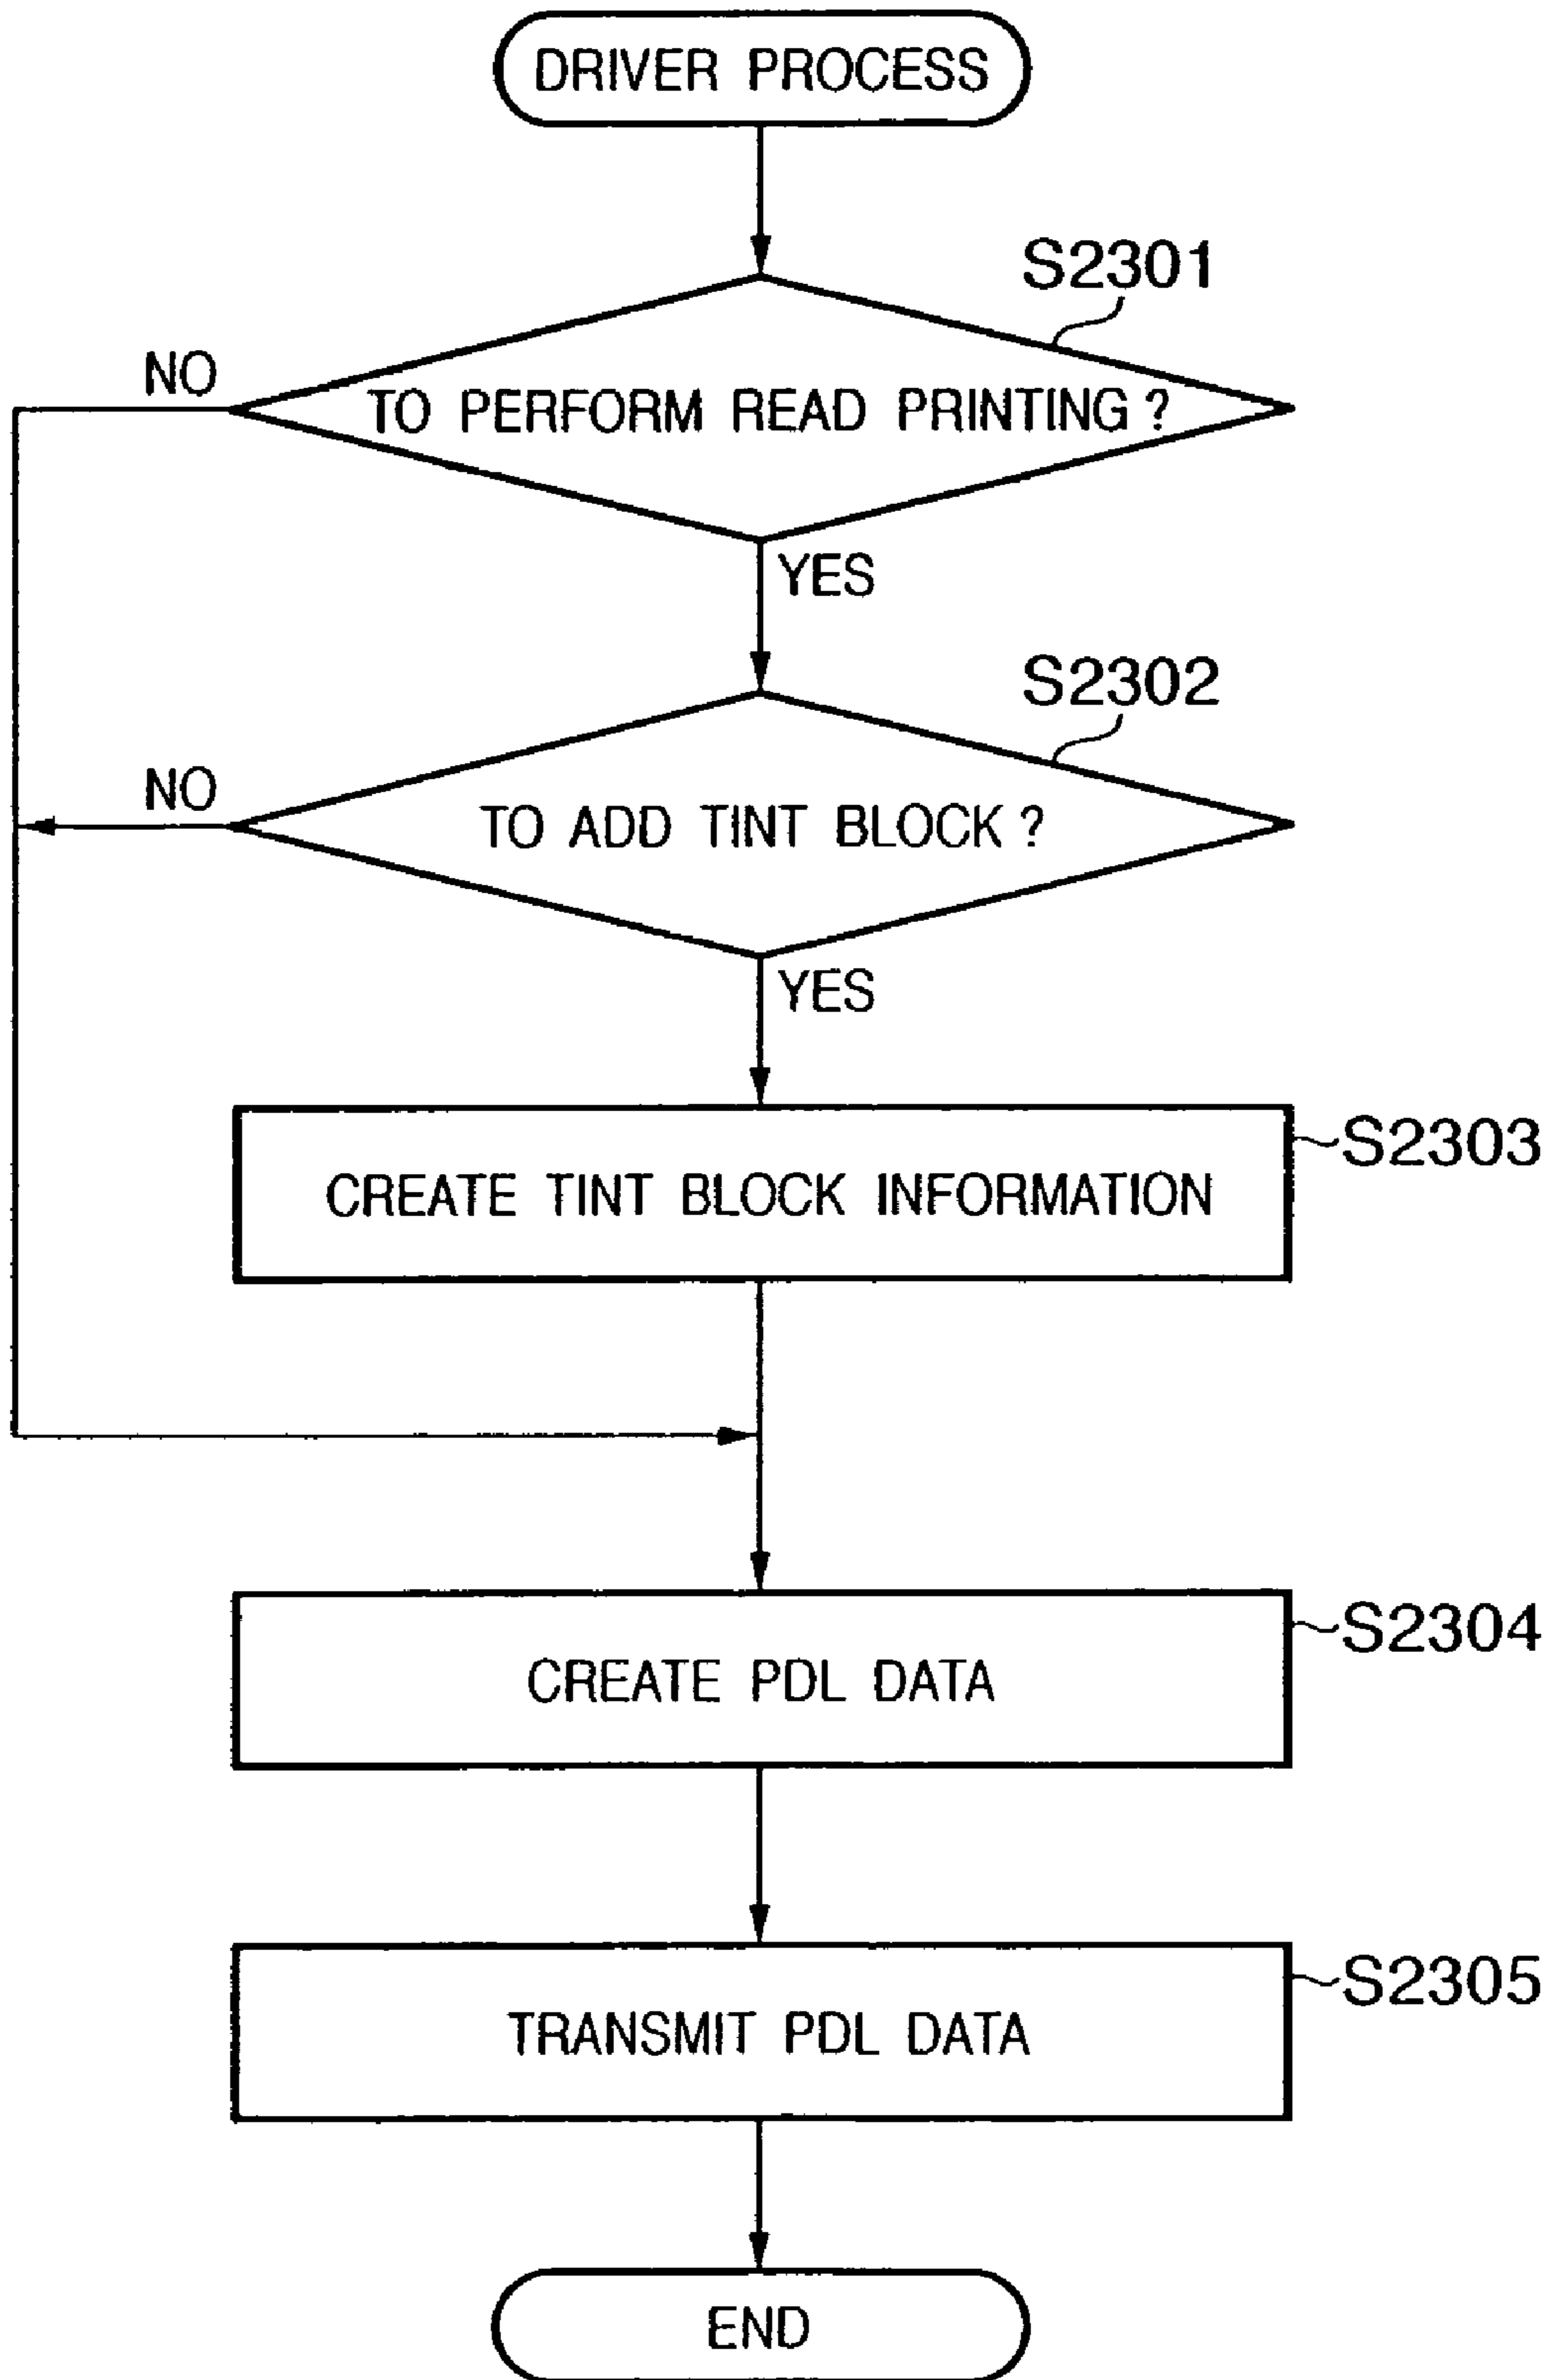 DRIVER PROCESS
S2301
NO
TO PERFORM READ PRINTING ?
YES
S2302
NO
TO ADD TINT BLOCK ?
YES
S2303
CREATE TINT BLOCK INFORMATION
S2304
CREATE PDL DATA
S2305
TRANSMIT PDL DATA
END